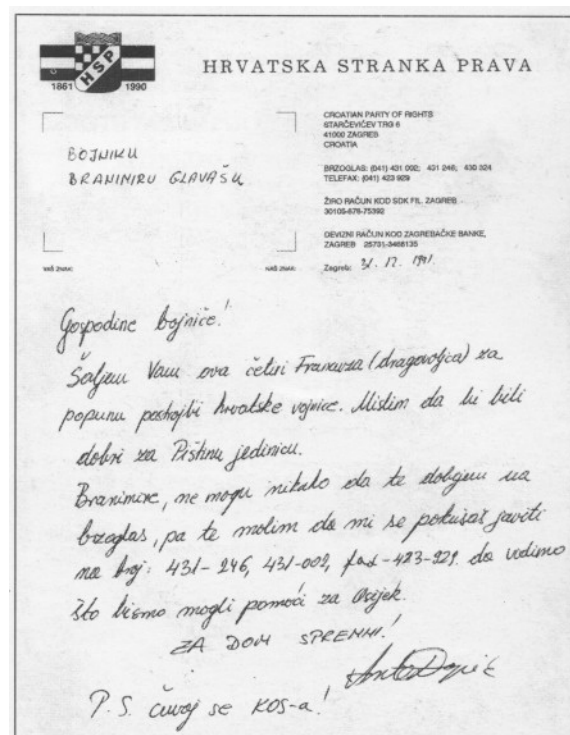 HSP
1861 1990
HRVATSKA STRANKA PRAVA
CROATIAN PARTY OF RIGHTS
STARČEVIĆEV TRG 6
41000 ZAGREB
CROATIA
BOJNIKU
BRANIMIRU GLAVAŠU
BRZOGLAS: (041) 431 002; 431 246; 430 324
TELEFAX: (041) 423 929
ŽIRO RAČUN KOD SDK FIL. ZAGREB
30105-678-75392
DEVIZNI RAČUN KOD ZAGREBAČKE BANKE,
ZAGREB 25731-3468135
VAŠ ZNAK: NAŠ ZNAK: Zagreb: 31. 12. 1991.
Gospodine bojniče!
Šaljem Vam ova četiri Francuza (dragovoljca) za
popunu postrojbi hrvatske vojnice. Mislim da bi bili
dobri za Pištinu jedinicu.
Branimire, ne mogu nikako da te dobijem na
brzoglas, pa te molim da mi se pokušaš javiti
na broj: 431-246, 431-002, fax-423-929. da vidimo
što bismo mogli pomoći za Osijek.
ZA DOM SPREMNI!
P.S. čuvaj se KOS-a!